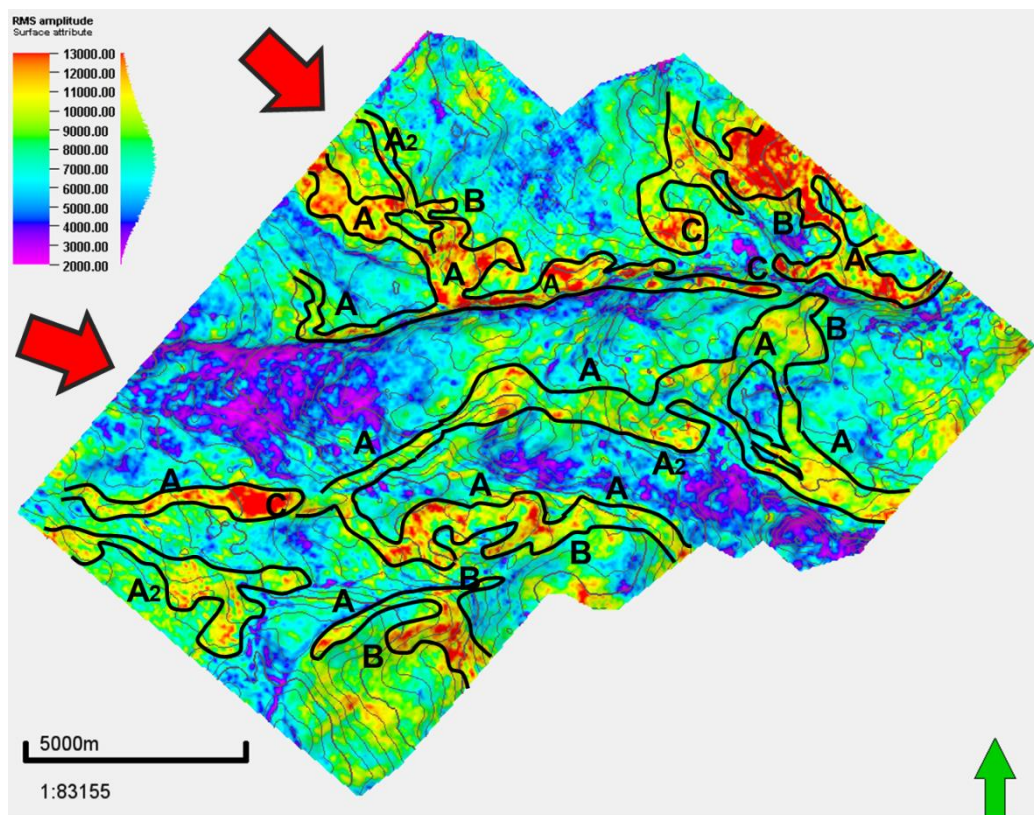 RMS amplitude
Surface attribute
13000.00
12000.00
11000.00
10000.00
9000.00
8000.00
7000.00
6000.00
5000.00
4000.00
3000.00
2000.00
A2
B
A
C
B
A
C
A
A
A
B
A
A
A
A
A2
A
A
A
C
B
B
A2
A
B
5000m
1:83155